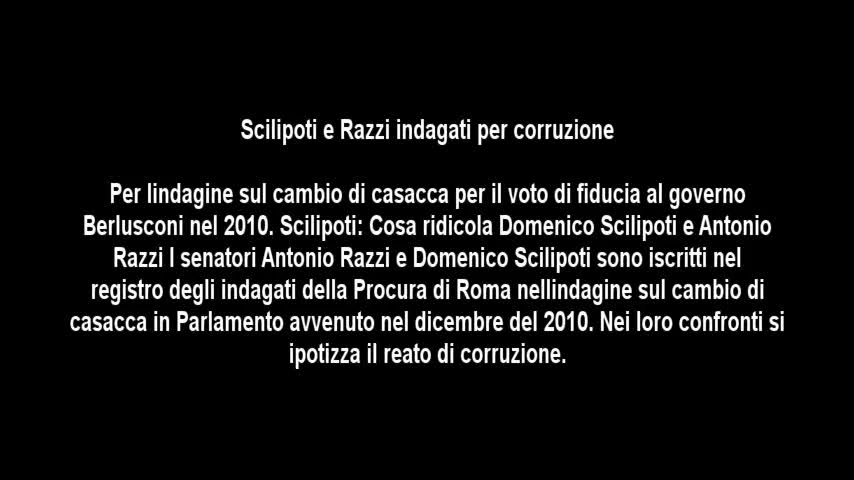 Scilipoti e Razzi indagati per corruzione
Per lindagine sul cambio di casacca per il voto di fiducia al governo
Berlusconi nel 2010. Scilipoti: Cosa ridicola Domenico Scilipoti e Antonio
Razzi I senatori Antonio Razzi e Domenico Scilipoti sono iscritti nel
registro degli indagati della Procura di Roma nellindagine sul cambio di
casacca in Parlamento avvenuto nel dicembre del 2010. Nei loro confronti si
ipotizza il reato di corruzione.